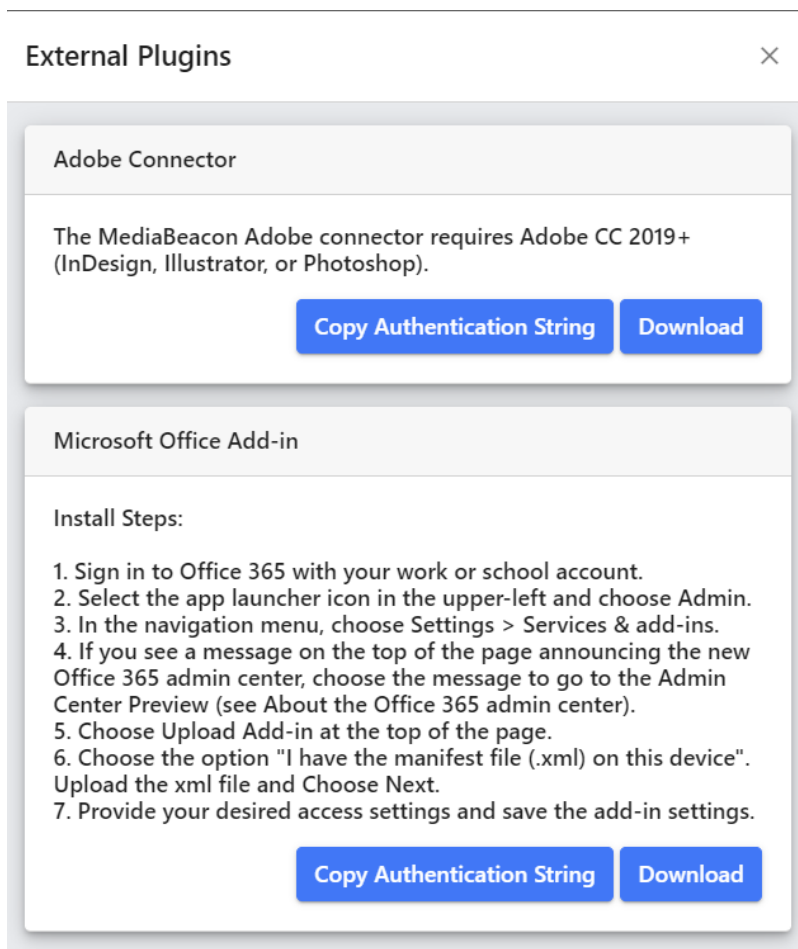 External Plugins
Adobe Connector
The MediaBeacon Adobe connector requires Adobe CC 2019+
(InDesign, Illustrator, or Photoshop).
Copy Authentication String
Download
Microsoft Office Add-in
Install Steps:
1. Sign in to Office 365 with your work or school account.
2. Select the app launcher icon in the upper-left and choose Admin.
3. In the navigation menu, choose Settings > Services & add-ins.
4. If you see a message on the top of the page announcing the new
Office 365 admin center, choose the message to go to the Admin
Center Preview (see About the Office 365 admin center).
5. Choose Upload Add-in at the top of the page.
6. Choose the option "I have the manifest file (.xml) on this device".
Upload the xml file and Choose Next.
7. Provide your desired access settings and save the add-in settings.
Copy Authentication String
Download